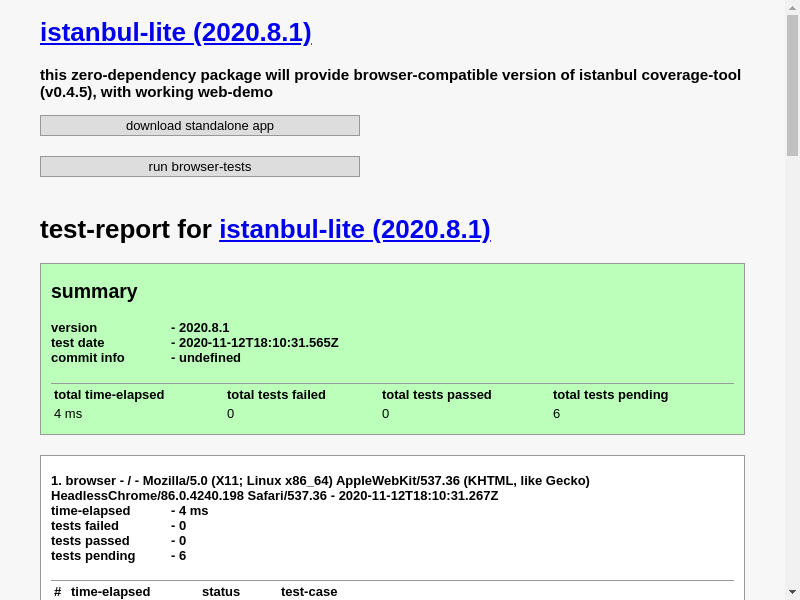 istanbul-lite (2020.8.1)
this zero-dependency package will provide browser-compatible version of istanbul coverage-tool
(v0.4.5), with working web-demo
download standalone app
run browser-tests
test-report for istanbul-lite (2020.8.1)
summary
version - 2020.8.1
test date - 2020-11-12T18:10:31.565Z
commit info - undefined
total time-elapsed total tests failed total tests passed total tests pending
4 ms 0 0 6
1. browser - / - Mozilla/5.0 (X11; Linux x86_64) AppleWebKit/537.36 (KHTML, like Gecko)
HeadlessChrome/86.0.4240.198 Safari/537.36 - 2020-11-12T18:10:31.267Z
time-elapsed - 4 ms
tests failed - 0
tests passed - 0
tests pending - 6
# time-elapsed status test-case